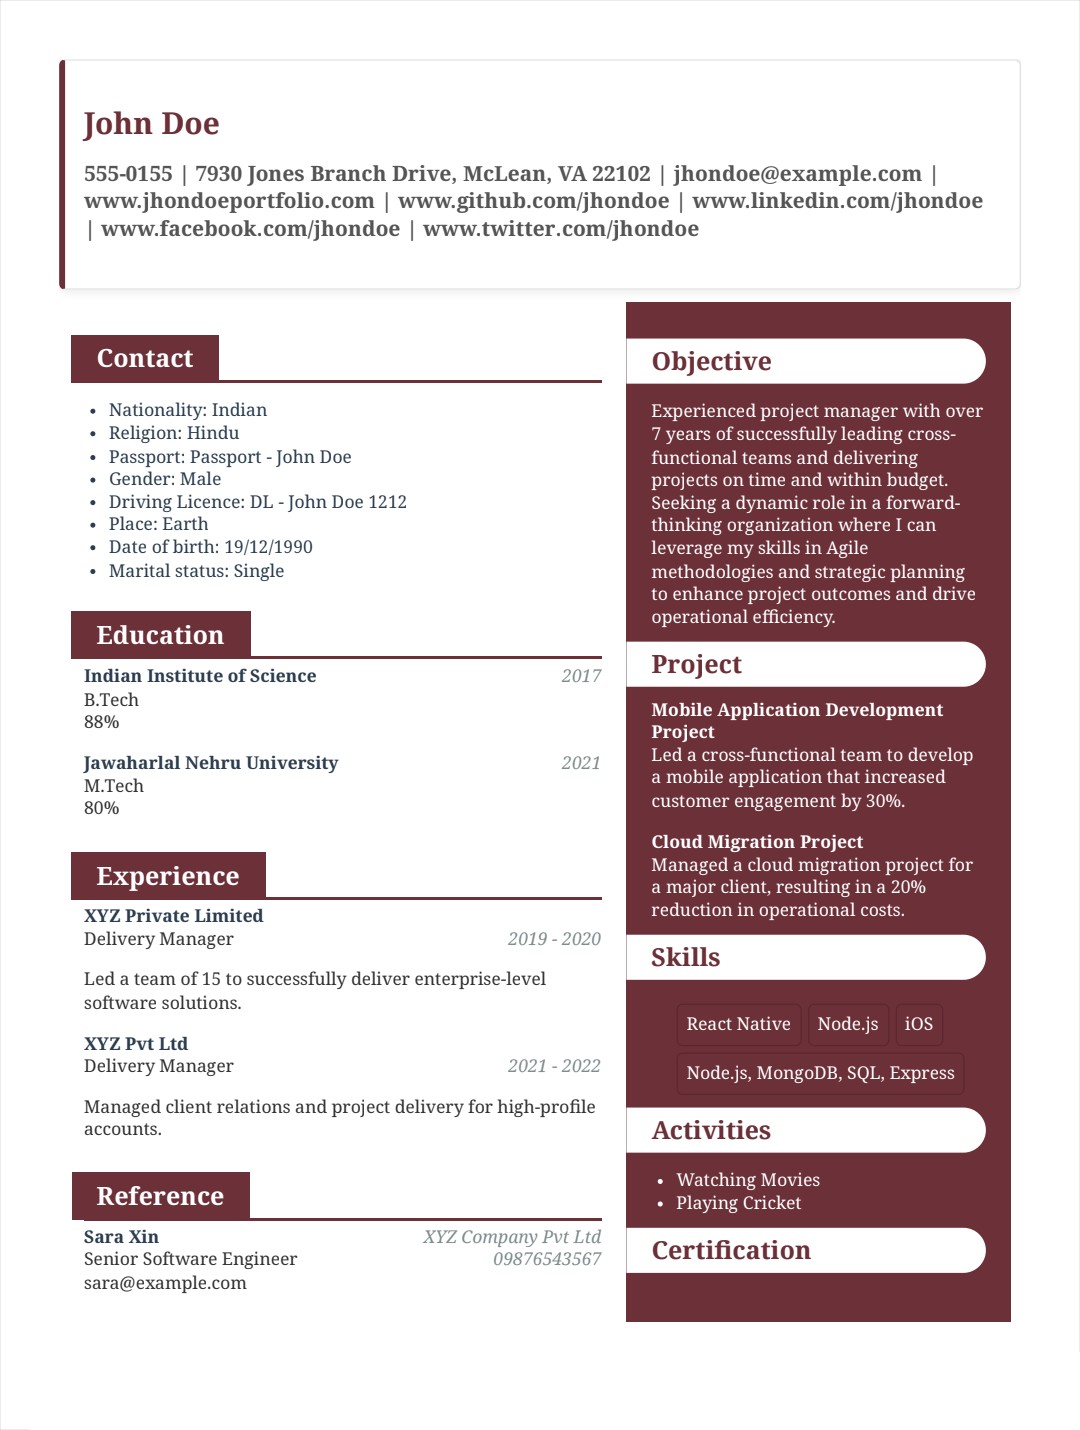 John Doe
555-0155 | 7930 Jones Branch Drive, McLean, VA 22102 | jhondoe@example.com |
www.jhondoeportfolio.com | www.github.com/jhondoe | www.linkedin.com/jhondoe
| www.facebook.com/jhondoe | www.twitter.com/jhondoe
Contact
• Nationality: Indian
• Religion: Hindu
• Passport: Passport - John Doe
• Gender: Male
• Driving Licence: DL - John Doe 1212
• Place: Earth
• Date of birth: 19/12/1990
• Marital status: Single
Education
Indian Institute of Science 2017
B.Tech
88%
Jawaharlal Nehru University 2021
M.Tech
80%
Experience
XYZ Private Limited
Delivery Manager 2019 - 2020
Led a team of 15 to successfully deliver enterprise-level
software solutions.
XYZ Pvt Ltd
Delivery Manager 2021 - 2022
Managed client relations and project delivery for high-profile
accounts.
Reference
Sara Xin XYZ Company Pvt Ltd
Senior Software Engineer 09876543567
sara@example.com
Objective
Experienced project manager with over
7 years of successfully leading cross-
functional teams and delivering
projects on time and within budget.
Seeking a dynamic role in a forward-
thinking organization where I can
leverage my skills in Agile
methodologies and strategic planning
to enhance project outcomes and drive
operational efficiency.
Project
Mobile Application Development
Project
Led a cross-functional team to develop
a mobile application that increased
customer engagement by 30%.
Cloud Migration Project
Managed a cloud migration project for
a major client, resulting in a 20%
reduction in operational costs.
Skills
React Native Node.js iOS
Node.js, MongoDB, SQL, Express
Activities
• Watching Movies
• Playing Cricket
Certification